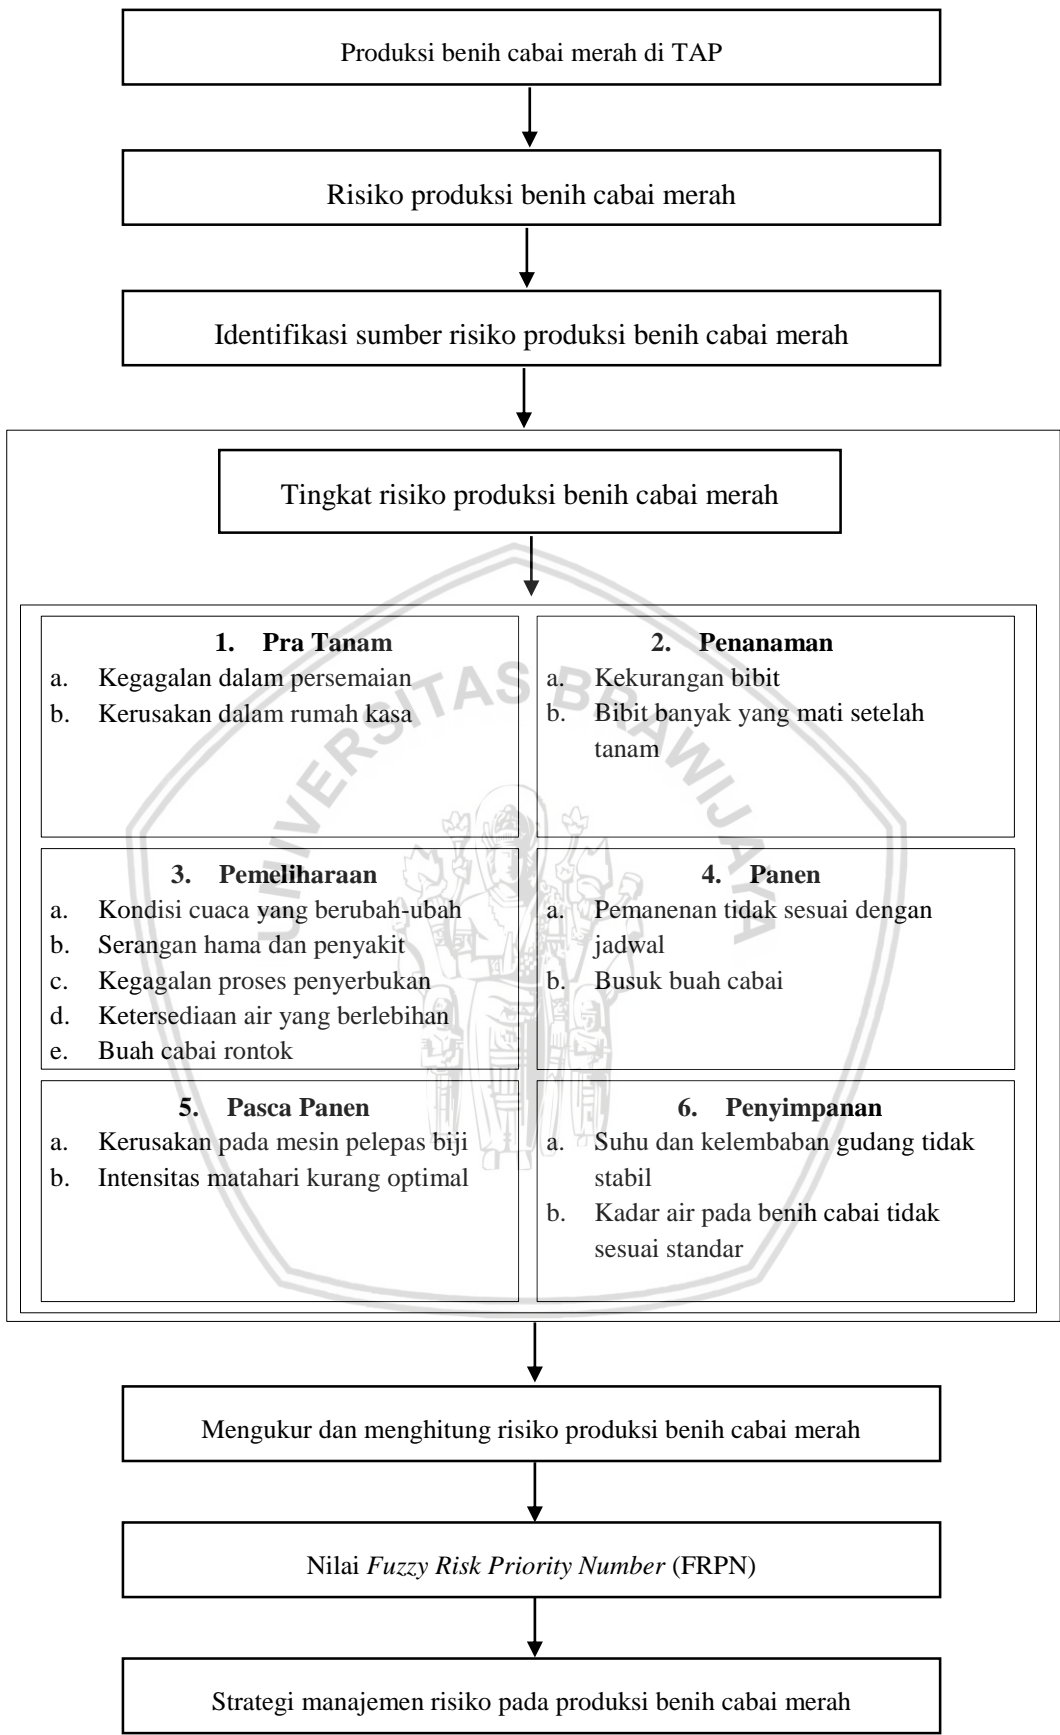 Produksi benih cabai merah di TAP
Risiko produksi benih cabai merah
Identifikasi sumber risiko produksi benih cabai merah
Tingkat risiko produksi benih cabai merah
1. Pra Tanam
a. Kegagalan dalam persemaian
b. Kerusakan dalam rumah kasa
2. Penanaman
a. Kekurangan bibit
b. Bibit banyak yang mati setelah
tanam
3. Pemeliharaan
a. Kondisi cuaca yang berubah-ubah
b. Serangan hama dan penyakit
c. Kegagalan proses penyerbukan
d. Ketersediaan air yang berlebihan
e. Buah cabai rontok
4. Panen
a. Pemanenan tidak sesuai dengan
jadwal
b. Busuk buah cabai
5. Pasca Panen
a. Kerusakan pada mesin pelepas biji
b. Intensitas matahari kurang optimal
6. Penyimpanan
a. Suhu dan kelembaban gudang tidak
stabil
b. Kadar air pada benih cabai tidak
sesuai standar
Mengukur dan menghitung risiko produksi benih cabai merah
Nilai Fuzzy Risk Priority Number (FRPN)
Strategi manajemen risiko pada produksi benih cabai merah
UNIVERSITAS BRAWIJAYA